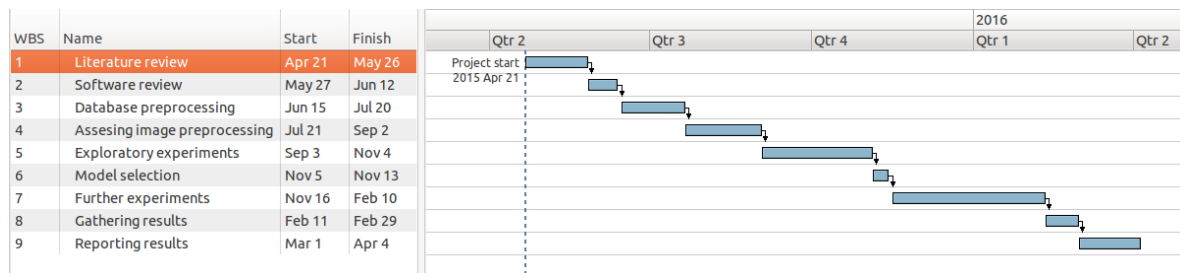 2016
WBS Name Start Finish Qtr 2 Qtr 3 Qtr 4 Qtr 1 Qtr 2
1 Literature review Apr 21 May 26 Project start
2015 Apr 21
2 Software review May 27 Jun 12
3 Database preprocessing Jun 15 Jul 20
4 Assesing image preprocessing Jul 21 Sep 2
5 Exploratory experiments Sep 3 Nov 4
6 Model selection Nov 5 Nov 13
7 Further experiments Nov 16 Feb 10
8 Gathering results Feb 11 Feb 29
9 Reporting results Mar 1 Apr 4